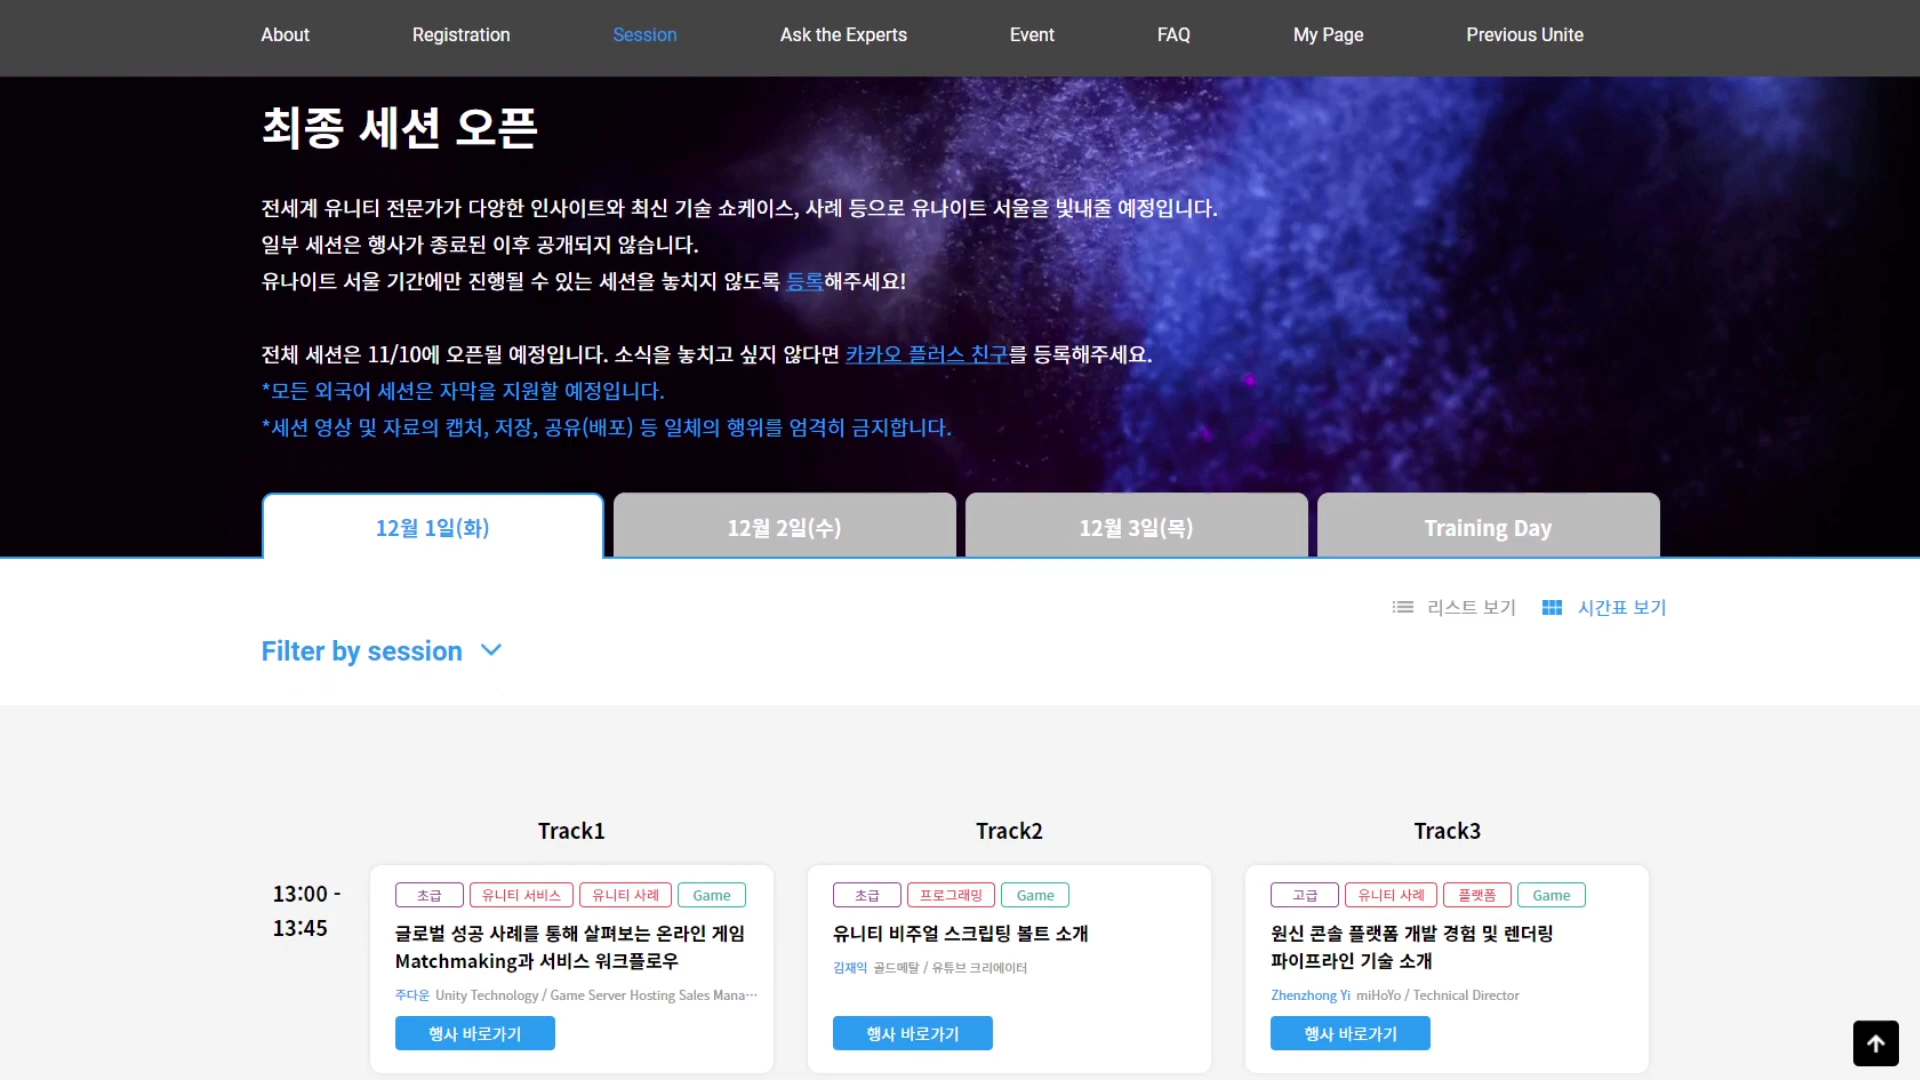 About Registration Session Ask the Experts Event FAQ My Page Previous Unite
최종 세션 오픈
전세계 유니티 전문가가 다양한 인사이트와 최신 기술 쇼케이스, 사례 등으로 유나이트 서울을 빛내줄 예정입니다.
일부 세션은 행사가 종료된 이후 공개되지 않습니다.
유나이트 서울 기간에만 진행될 수 있는 세션을 놓치지 않도록 등록해주세요!
전체 세션은 11/10에 오픈될 예정입니다. 소식을 놓치고 싶지 않다면 카카오 플러스 친구를 등록해주세요.
*모든 외국어 세션은 자막을 지원할 예정입니다.
*세션 영상 및 자료의 캡처, 저장, 공유(배포) 등 일체의 행위를 엄격히 금지합니다.
12월 1일(화) 12월 2일(수) 12월 3일(목) Training Day
리스트 보기 시간표 보기
Filter by session
Track1 Track2 Track3
13:00 -
13:45
초급 유니티 서비스 유니티 사례 Game
글로벌 성공 사례를 통해 살펴보는 온라인 게임
Matchmaking과 서비스 워크플로우
주다운 Unity Technology / Game Server Hosting Sales Mana…
행사 바로가기
초급 프로그래밍 Game
유니티 비주얼 스크립팅 볼트 소개
김재익 골드메탈 / 유튜브 크리에이터
행사 바로가기
고급 유니티 사례 플랫폼 Game
원신 콘솔 플랫폼 개발 경험 및 렌더링
파이프라인 기술 소개
Zhenzhong Yi miHoYo / Technical Director
행사 바로가기